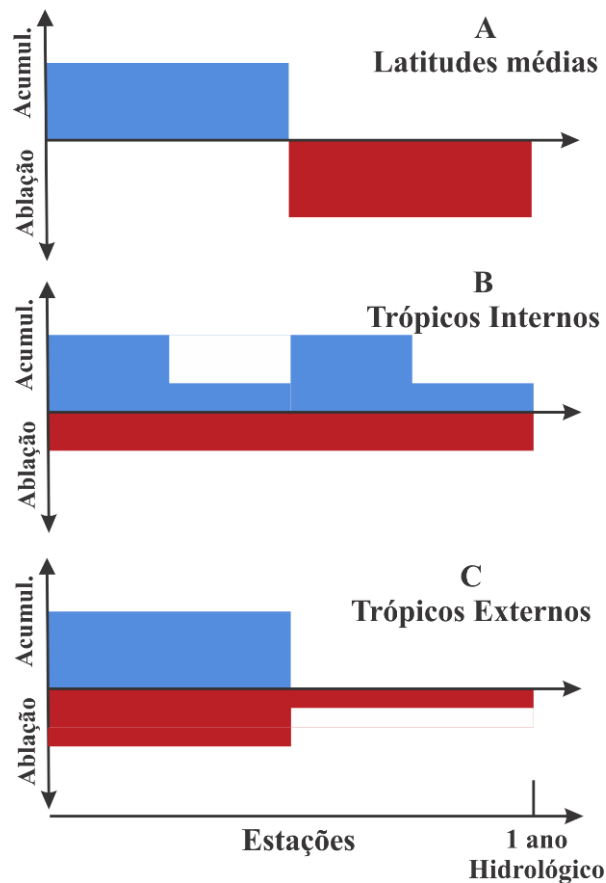 A
Latitudes médias
Acumul.
Ablação
B
Trópicos Internos
Acumul.
Ablação
C
Trópicos Externos
Acumul.
Ablação
Estações
1 ano
Hidrológico